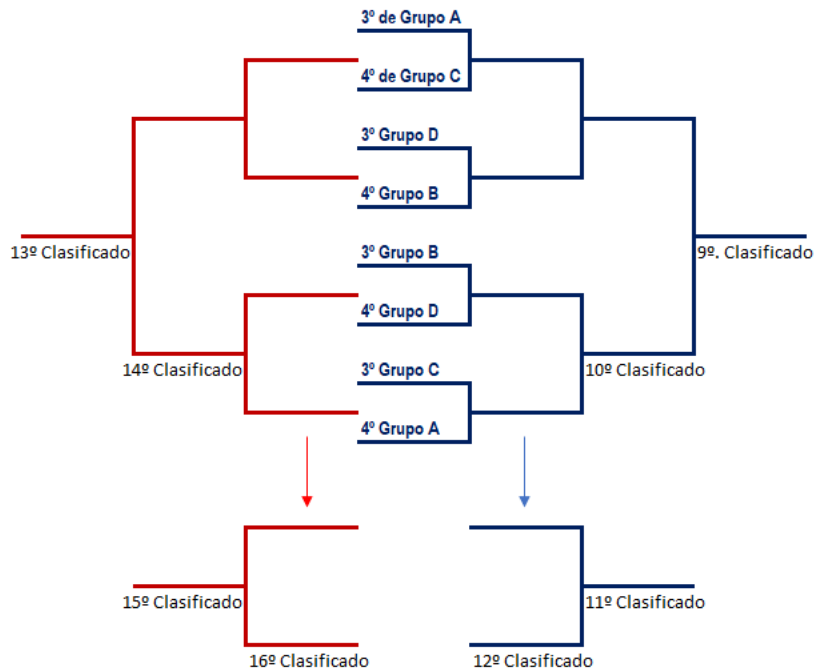 3º de Grupo A
4º de Grupo C
3º Grupo D
4º Grupo B
13º Clasificado
3º Grupo B
9º. Clasificado
4º Grupo D
14º Clasificado
3º Grupo C
10º Clasificado
4º Grupo A
15º Clasificado
11º Clasificado
16º Clasificado
12º Clasificado